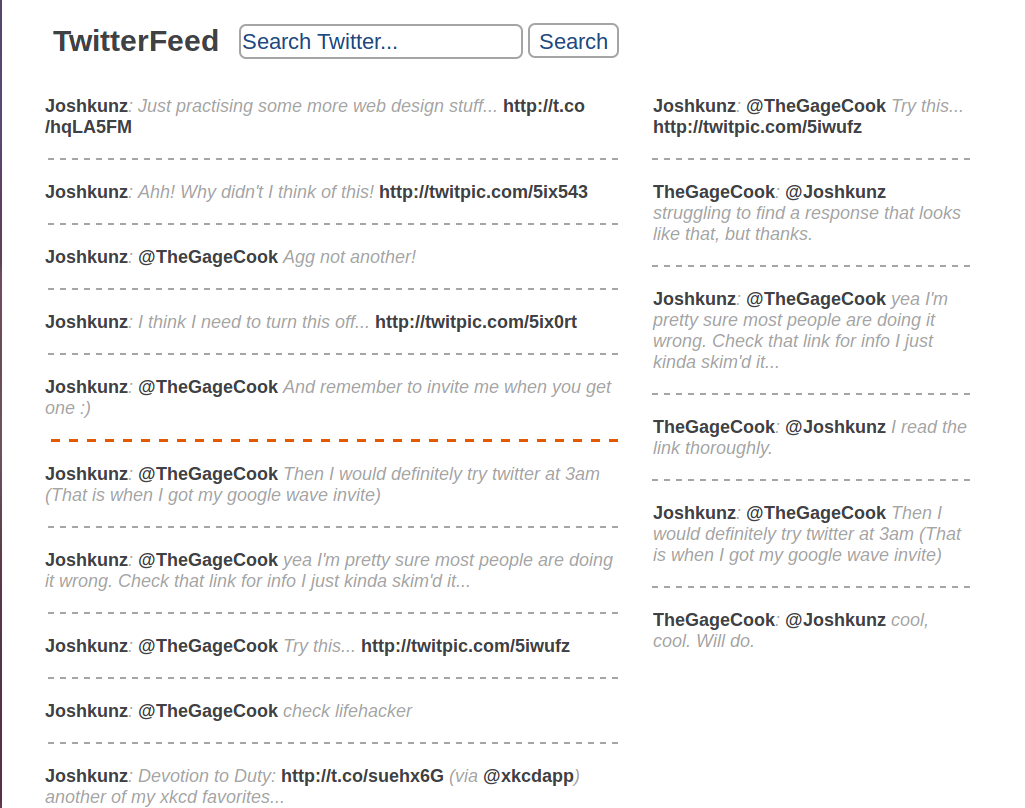 TwitterFeed Search Twitter... Search
Joshkunz: Just practising some more web design stuff... http://t.co
/hqLA5FM
Joshkunz: Ahh! Why didn't I think of this! http://twitpic.com/5ix543
Joshkunz: @TheGageCook Agg not another!
Joshkunz: I think I need to turn this off... http://twitpic.com/5ix0rt
Joshkunz: @TheGageCook And remember to invite me when you get
one :)
Joshkunz: @TheGageCook Then I would definitely try twitter at 3am
(That is when I got my google wave invite)
Joshkunz: @TheGageCook yea I'm pretty sure most people are doing
it wrong. Check that link for info I just kinda skim'd it...
Joshkunz: @TheGageCook Try this... http://twitpic.com/5iwufz
Joshkunz: @TheGageCook check lifehacker
Joshkunz: Devotion to Duty: http://t.co/suehx6G (via @xkcdapp)
another of my xkcd favorites...
Joshkunz: @TheGageCook Try this...
http://twitpic.com/5iwufz
TheGageCook: @Joshkunz
struggling to find a response that looks
like that, but thanks.
Joshkunz: @TheGageCook yea I'm
pretty sure most people are doing it
wrong. Check that link for info I just
kinda skim'd it...
TheGageCook: @Joshkunz I read the
link thoroughly.
Joshkunz: @TheGageCook Then I
would definitely try twitter at 3am (That
is when I got my google wave invite)
TheGageCook: @Joshkunz cool,
cool. Will do.